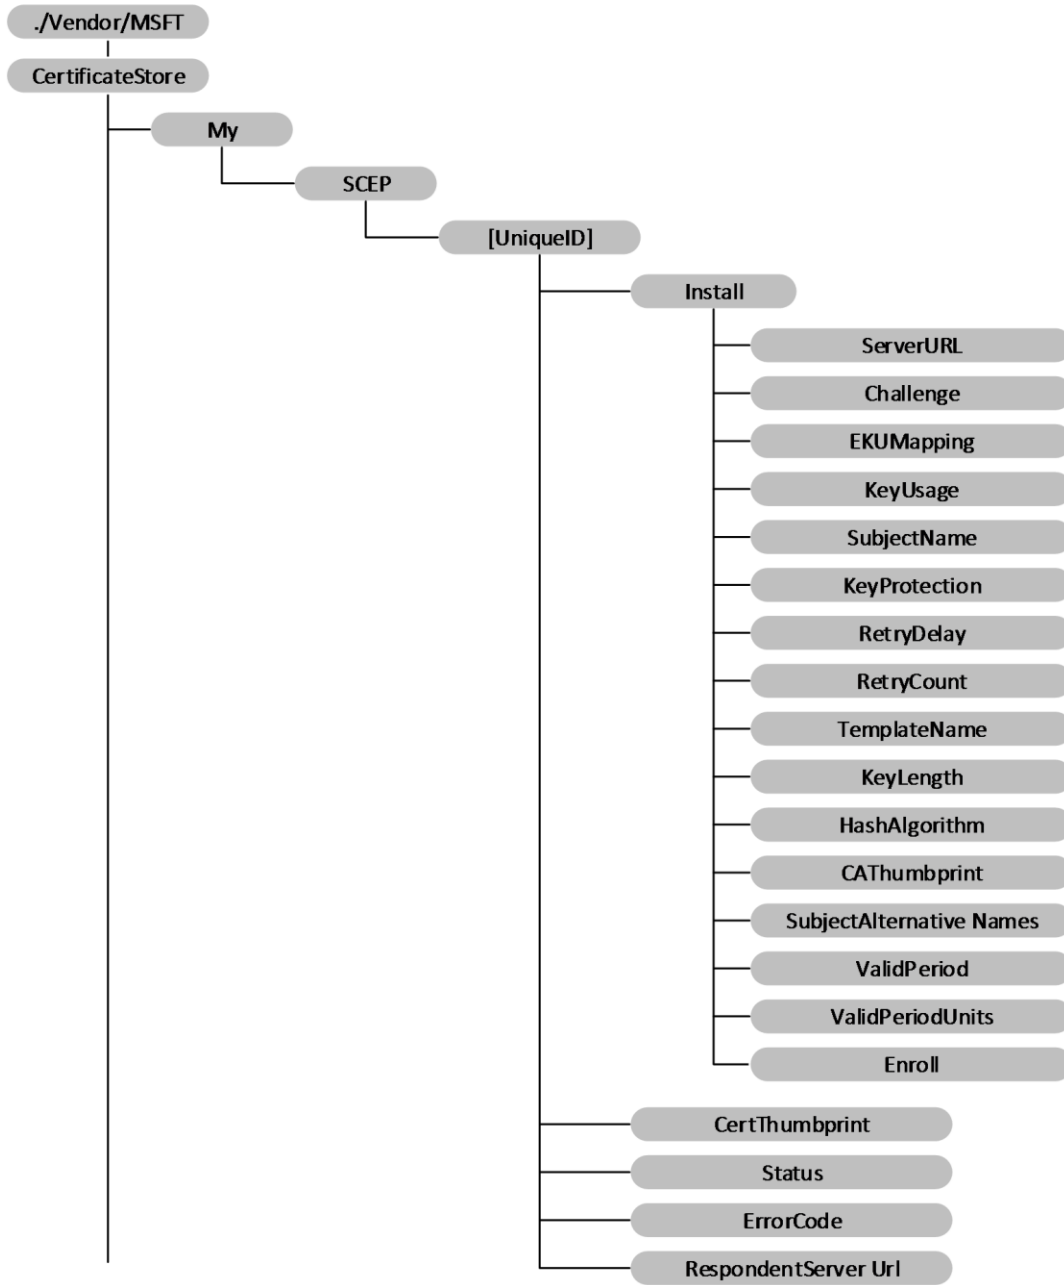 ./Vendor/MSFT
CertificateStore
My
SCEP
[UniqueID]
Install
ServerURL
Challenge
EKUMapping
KeyUsage
SubjectName
KeyProtection
RetryDelay
RetryCount
TemplateName
KeyLength
HashAlgorithm
CAThumbprint
SubjectAlternative Names
ValidPeriod
ValidPeriodUnits
Enroll
CertThumbprint
Status
ErrorCode
RespondentServer Url